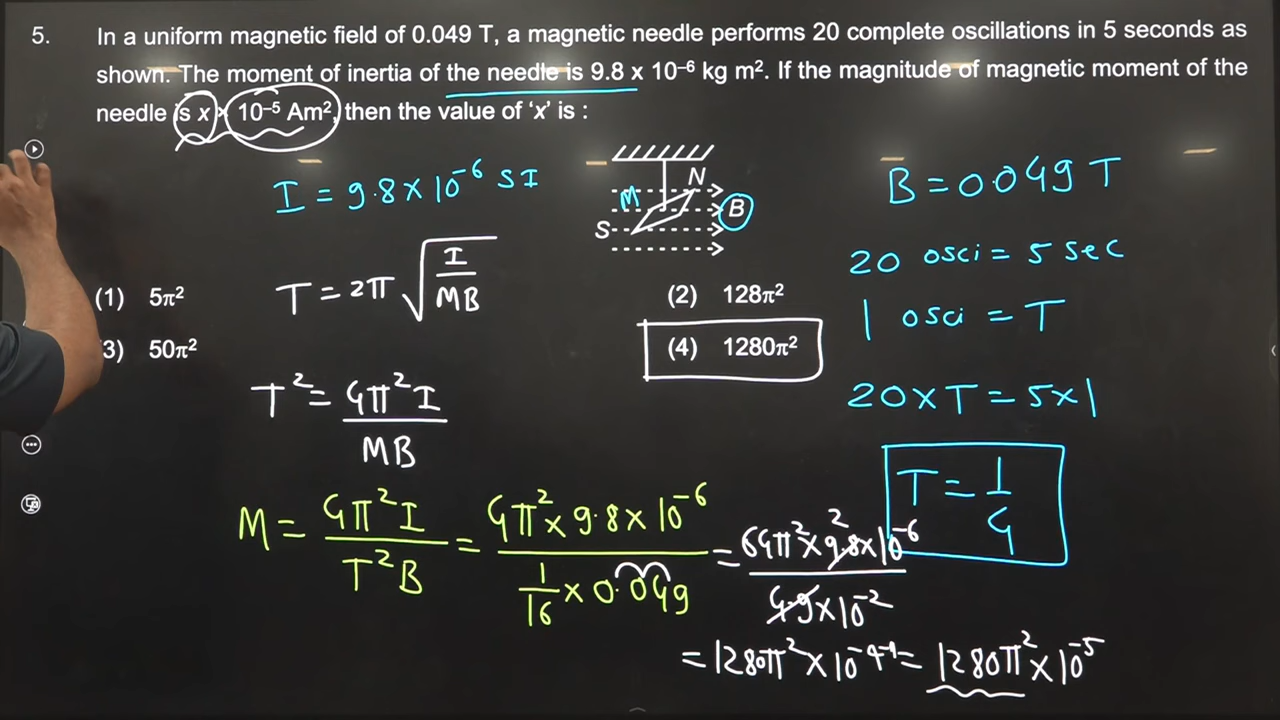 5. In a uniform magnetic field of 0.049 T, a magnetic needle performs 20 complete oscillations in 5 seconds as
shown. The moment of inertia of the needle is 9.8 x 10⁻⁶ kg m². If the magnitude of magnetic moment of the
needle is x × 10⁻⁵ Am², then the value of 'x' is :
I = 9.8 × 10⁻⁶ SI
M N
S B
B = 0.049 T
20 osci = 5 sec
1 osci = T
20 × T = 5 × 1
T = 1/4
(1) 5π²
(2) 128π²
(3) 50π²
(4) 1280π²
T = 2π √(I/MB)
T² = 4π²I/MB
M = 4π²I/T²B = 4π² × 9.8 × 10⁻⁶/(1/16 × 0.049) = 64π² × 9.8 × 10⁻⁶/(4.9 × 10⁻²) 2
= 1280π² × 10⁻⁴⁻¹ = 1280π² × 10⁻⁵